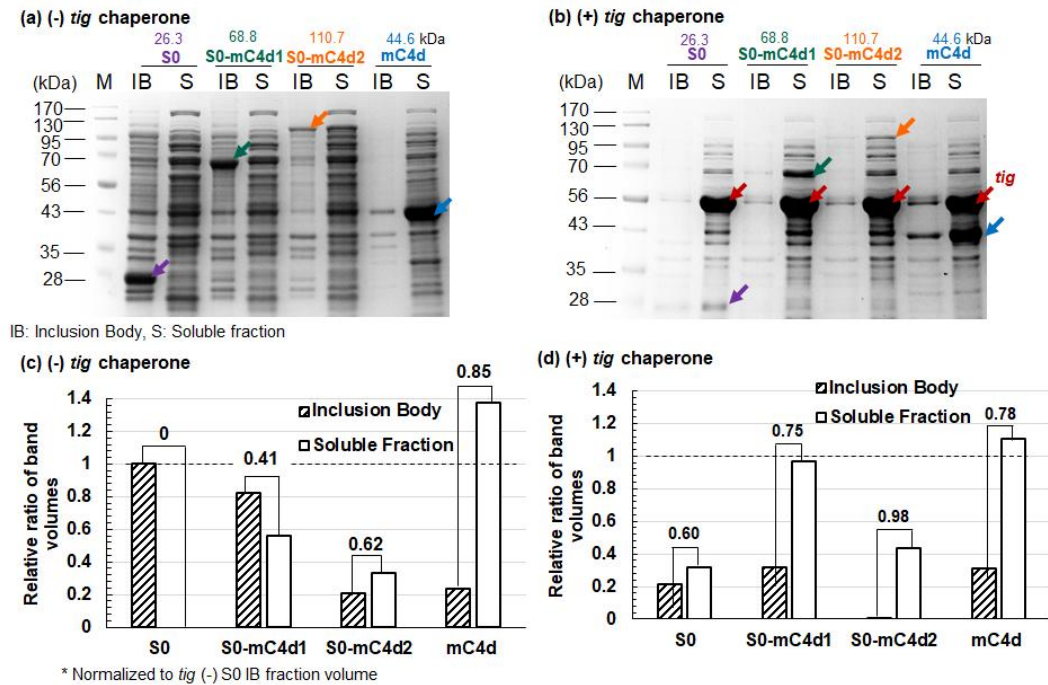 (a) (-) tig chaperone
26.3 68.8 110.7 44.6 kDa
S0 S0-mC4d1 S0-mC4d2 mC4d
(kDa) M IB S IB S IB S IB S
170
130
95
70
56
43
35
28
IB: Inclusion Body, S: Soluble fraction
(b) (+) tig chaperone
26.3 68.8 110.7 44.6 kDa
S0 S0-mC4d1 S0-mC4d2 mC4d
(kDa) M IB S IB S IB S IB S
170
130
95
70
56
43
35
28
tig
(c) (-) tig chaperone
Relative ratio of band volumes
1.4
1.2
1
0.8
0.6
0.4
0.2
0
Inclusion Body
Soluble Fraction
0
0.41
0.62
0.85
S0 S0-mC4d1 S0-mC4d2 mC4d
* Normalized to tig (-) S0 IB fraction volume
(d) (+) tig chaperone
Relative ratio of band volumes
1.4
1.2
1
0.8
0.6
0.4
0.2
0
Inclusion Body
Soluble Fraction
0.60
0.75
0.98
0.78
S0 S0-mC4d1 S0-mC4d2 mC4d